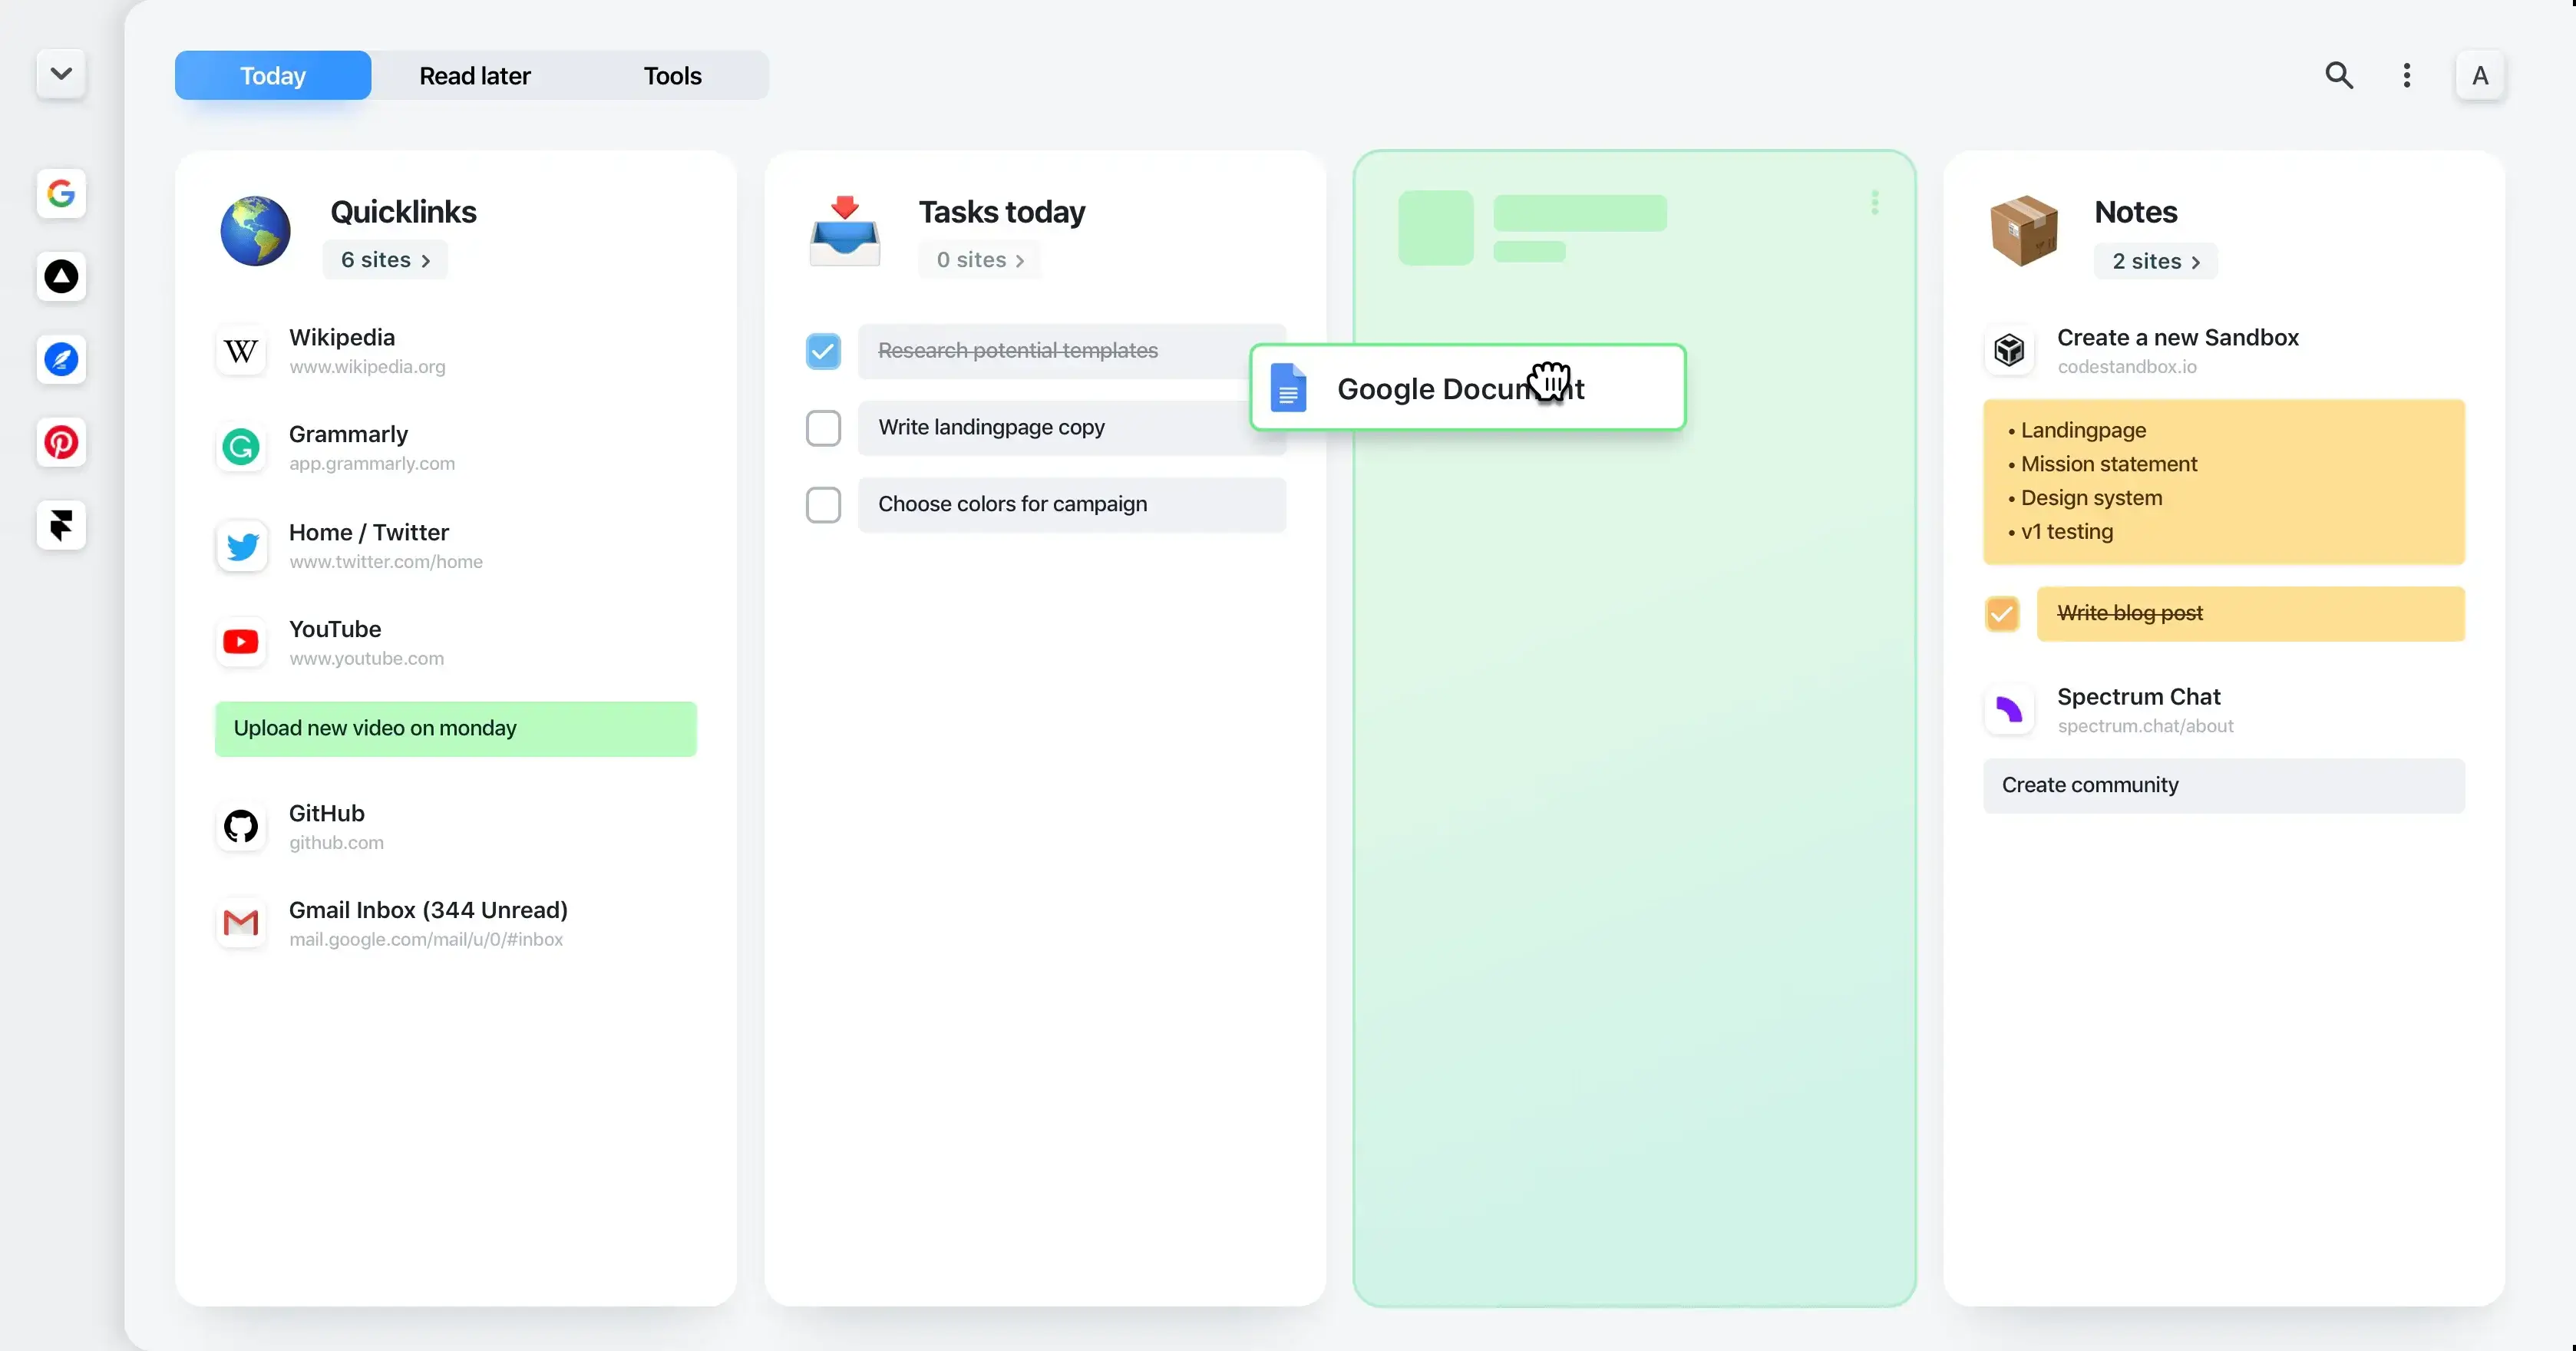 Today
Read later
Tools
A
Quicklinks
6 sites
Wikipedia
www.wikipedia.org
Grammarly
app.grammarly.com
Home / Twitter
www.twitter.com/home
YouTube
www.youtube.com
Upload new video on monday
GitHub
github.com
Gmail Inbox (344 Unread)
mail.google.com/mail/u/0/#inbox
Tasks today
0 sites
Research potential templates
Write landingpage copy
Choose colors for campaign
Google Document
Notes
2 sites
Create a new Sandbox
codestandbox.io
• Landingpage
• Mission statement
• Design system
• v1 testing
Write blog post
Spectrum Chat
spectrum.chat/about
Create community